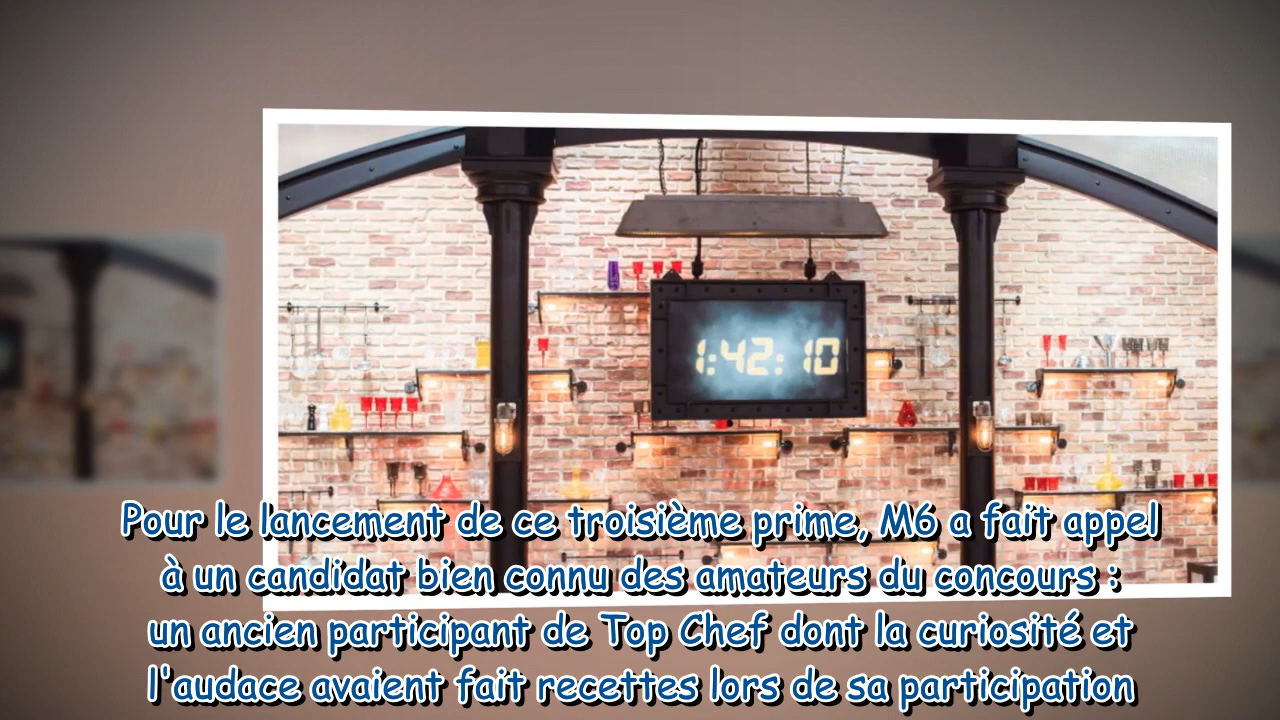 1:42:10
Pour le lancement de ce troisième prime, M6 a fait appel
à un candidat bien connu des amateurs du concours :
un ancien participant de Top Chef dont la curiosité et
l'audace avaient fait recettes lors de sa participation